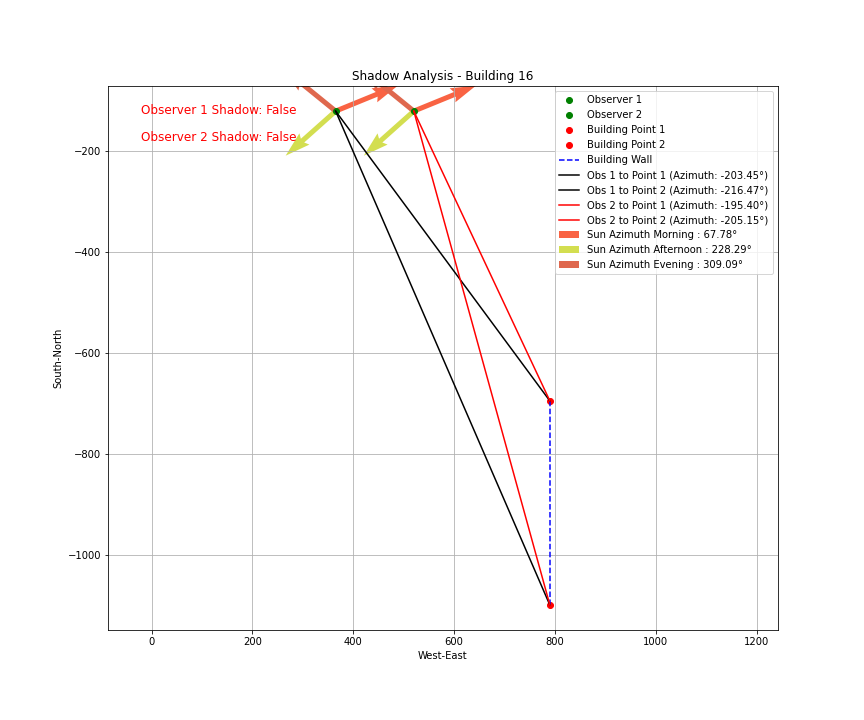 Shadow Analysis - Building 16
Observer 1 Shadow: False
Observer 2 Shadow: False
Observer 1
Observer 2
Building Point 1
Building Point 2
Building Wall
Obs 1 to Point 1 (Azimuth: -203.45°)
Obs 1 to Point 2 (Azimuth: -216.47°)
Obs 2 to Point 1 (Azimuth: -195.40°)
Obs 2 to Point 2 (Azimuth: -205.15°)
Sun Azimuth Morning : 67.78°
Sun Azimuth Afternoon : 228.29°
Sun Azimuth Evening : 309.09°
−200
−400
−600
−800
−1000
South-North
0 200 400 600 800 1000 1200
West-East